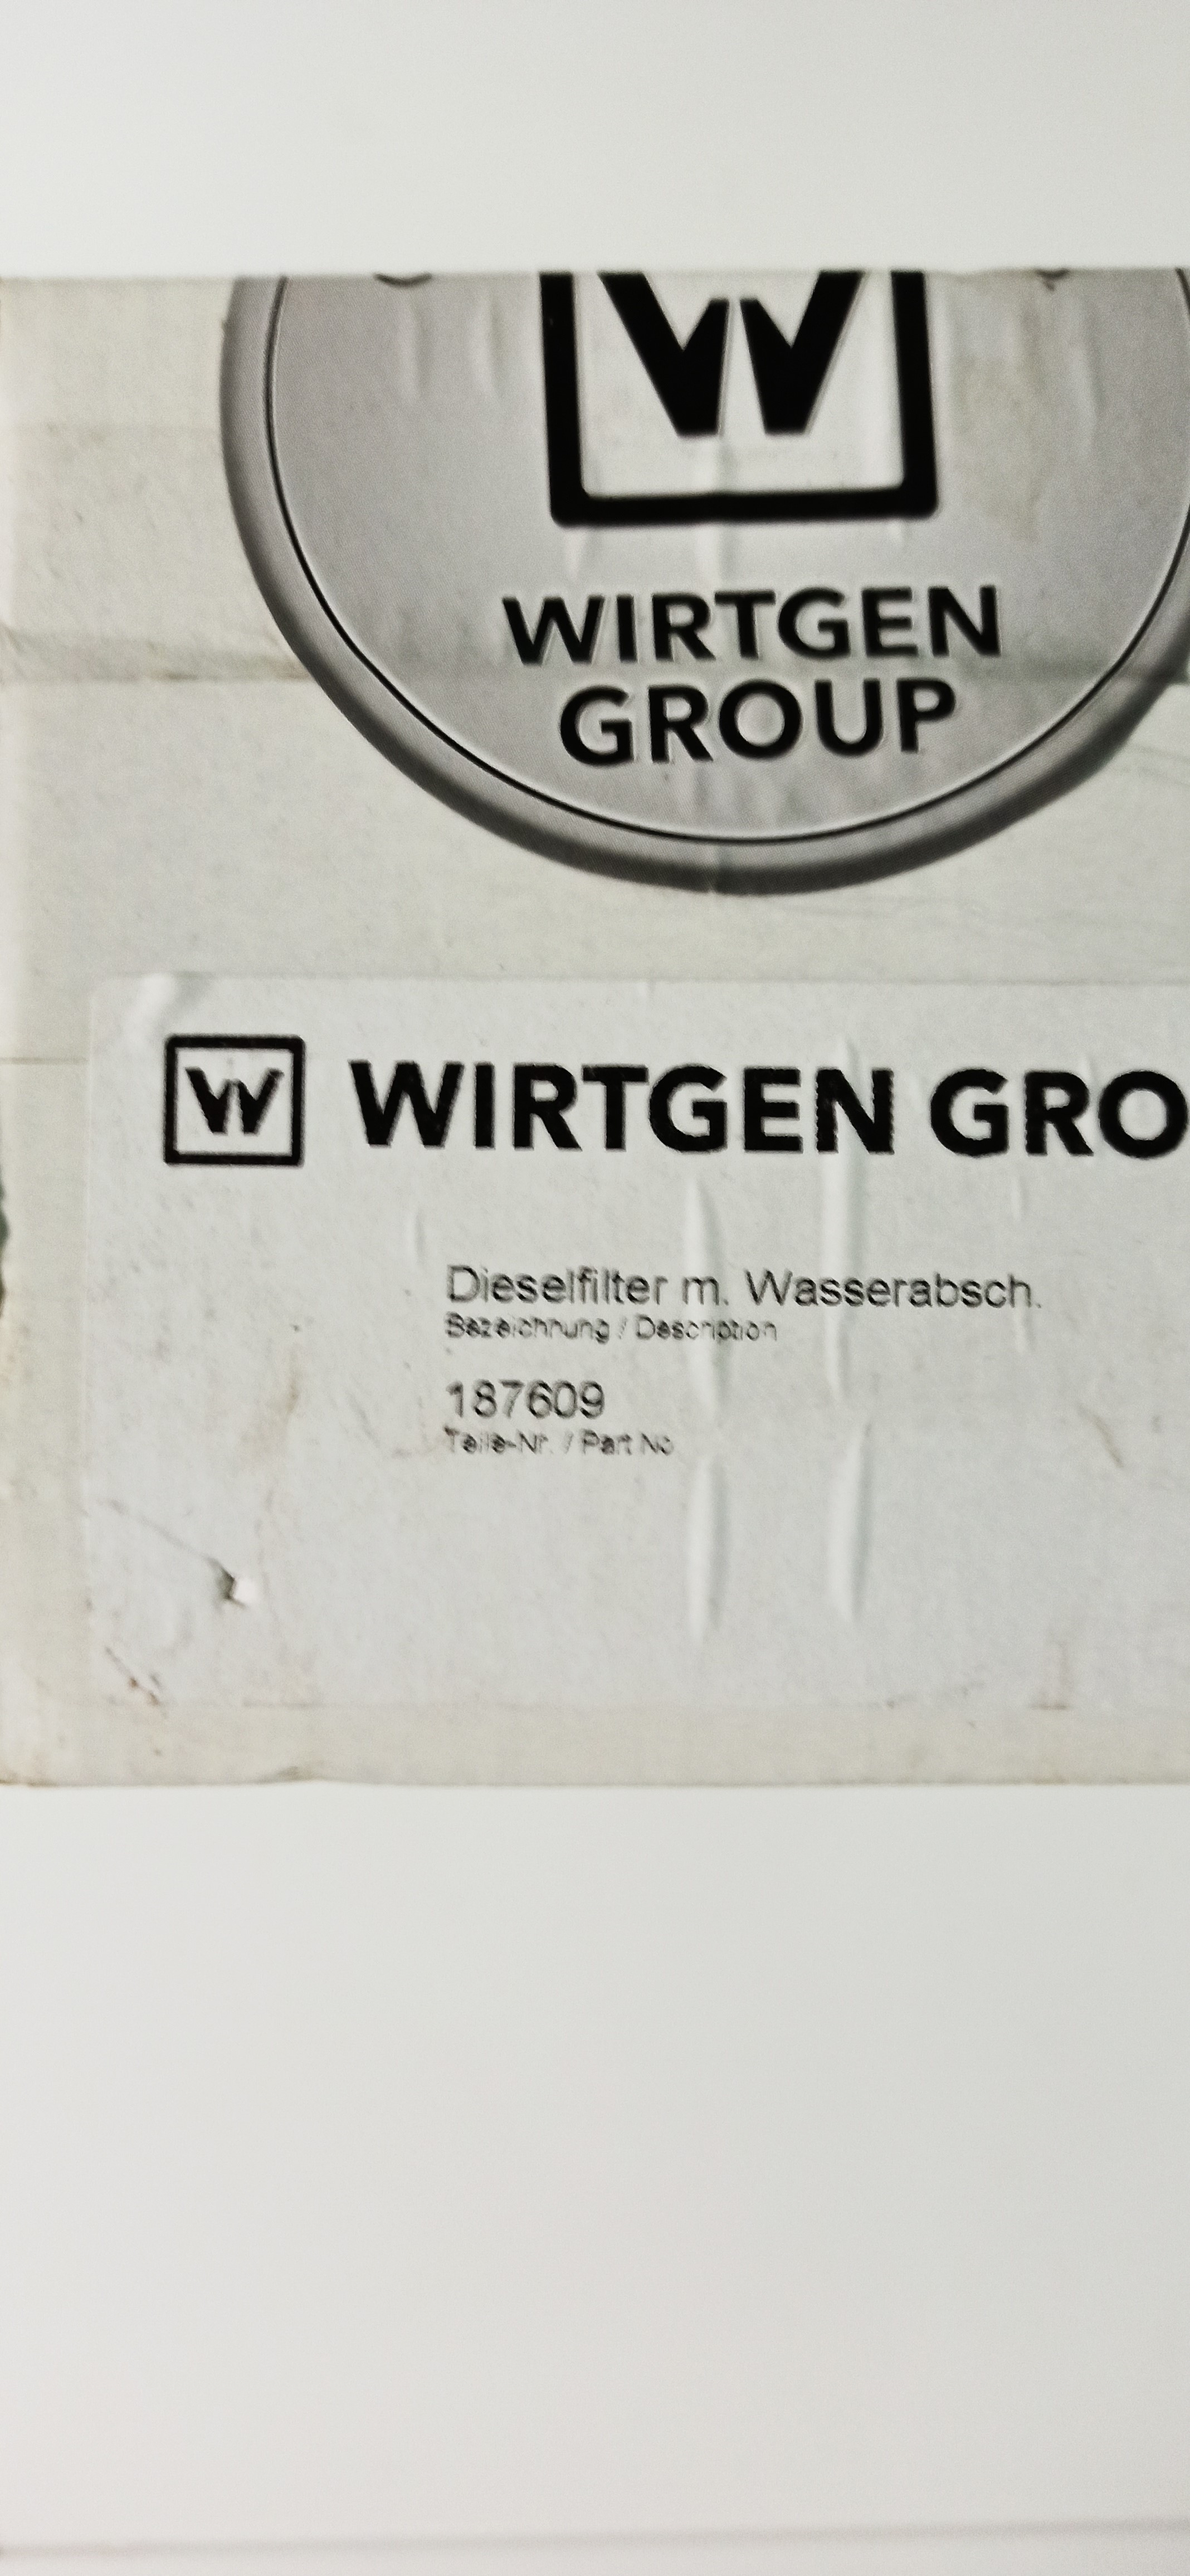 W
WIRTGEN
GROUP
W WIRTGEN GRO
Dieselfilter m. Wasserabsch.
Bezeichnung / Description
187609
Teile-Nr. / Part No